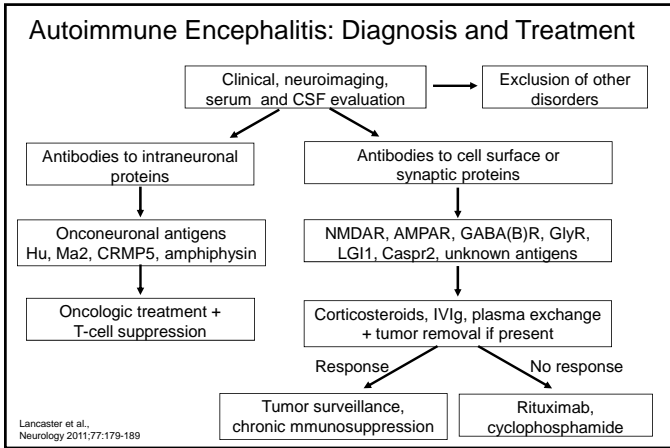 Autoimmune Encephalitis: Diagnosis and Treatment
Clinical, neuroimaging,
serum and CSF evaluation
Exclusion of other
disorders
Antibodies to intraneuronal
proteins
Antibodies to cell surface or
synaptic proteins
Onconeuronal antigens
Hu, Ma2, CRMP5, amphiphysin
NMDAR, AMPAR, GABA(B)R, GlyR,
LGI1, Caspr2, unknown antigens
Oncologic treatment +
T-cell suppression
Corticosteroids, IVIg, plasma exchange
+ tumor removal if present
Response
No response
Tumor surveillance,
chronic mmunosuppression
Rituximab,
cyclophosphamide
Lancaster et al.,
Neurology 2011;77:179-189